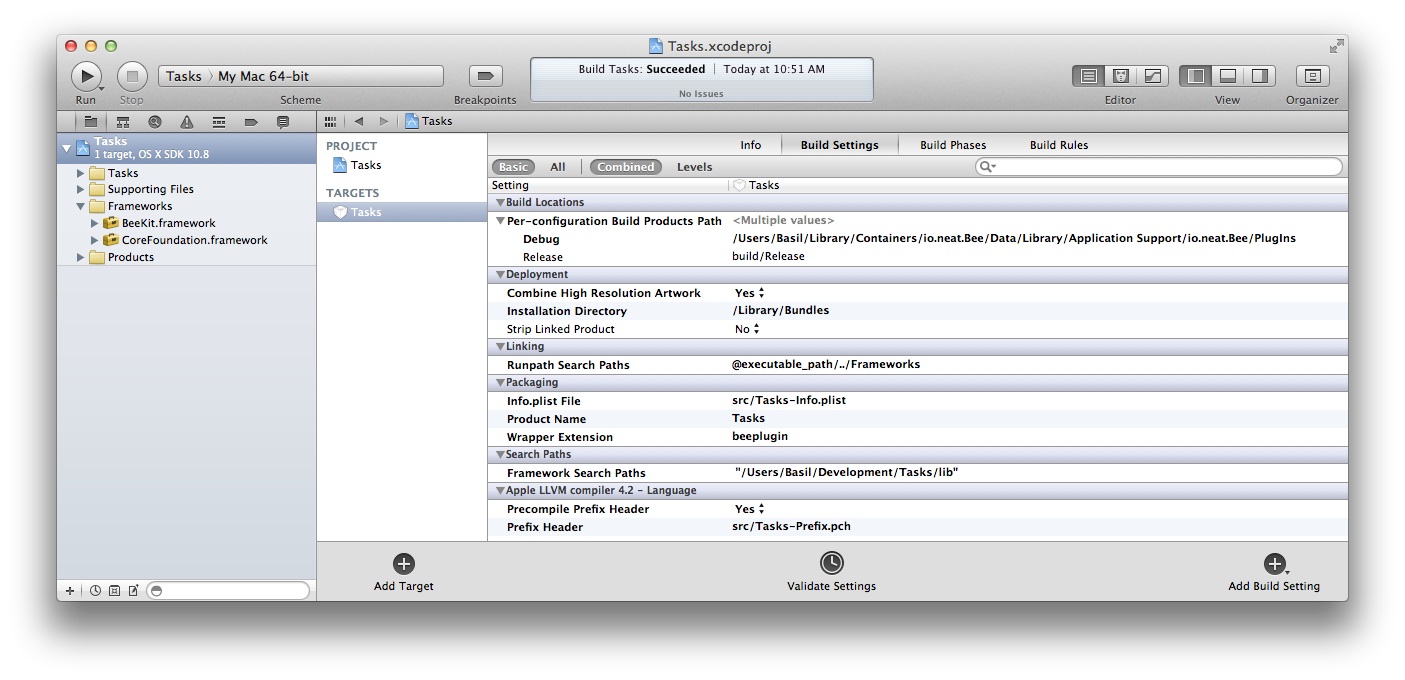 Tasks.xcodeproj
Run
Stop
Tasks 〉My Mac 64-bit
Scheme
Breakpoints
Build Tasks: Succeeded | Today at 10:51 AM
No Issues
Editor
View
Organizer
Tasks
1 target, OS X SDK 10.8
Tasks
Supporting Files
Frameworks
BeeKit.framework
CoreFoundation.framework
Products
Tasks
PROJECT
Tasks
TARGETS
Tasks
Info Build Settings Build Phases Build Rules
Basic All Combined Levels
Setting Tasks
Build Locations
Per-configuration Build Products Path <Multiple values>
Debug /Users/Basil/Library/Containers/io.neat.Bee/Data/Library/Application Support/io.neat.Bee/PlugIns
Release build/Release
Deployment
Combine High Resolution Artwork Yes
Installation Directory /Library/Bundles
Strip Linked Product No
Linking
Runpath Search Paths @executable_path/../Frameworks
Packaging
Info.plist File src/Tasks-Info.plist
Product Name Tasks
Wrapper Extension beeplugin
Search Paths
Framework Search Paths "/Users/Basil/Development/Tasks/lib"
Apple LLVM compiler 4.2 - Language
Precompile Prefix Header Yes
Prefix Header src/Tasks-Prefix.pch
Add Target
Validate Settings
Add Build Setting